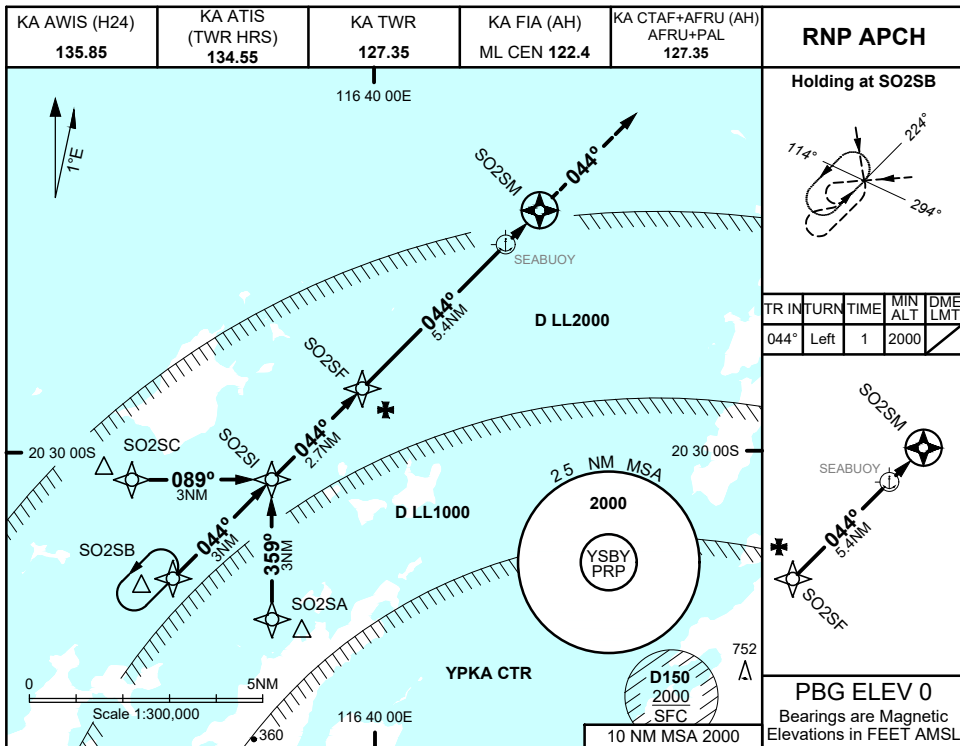 KA AWIS (H24)
135.85
KA ATIS
(TWR HRS)
134.55
KA TWR
127.35
KA FIA (AH)
ML CEN 122.4
KA CTAF+AFRU (AH)
AFRU+PAL
127.35
RNP APCH
116 40 00E
1°E
SO2SM
044°
SEABUOY
044º
5.4NM
D LL2000
SO2SF
044º
2.7NM
SO2SI
20 30 00S
20 30 00S
SO2SC
089º
3NM
D LL1000
SO2SB
044º
3NM
359º
3NM
SO2SA
25 NM MSA
2000
YSBY
PRP
YPKA CTR
752
D150
2000
SFC
0
5NM
Scale 1:300,000
360
116 40 00E
10 NM MSA 2000
Holding at SO2SB
224°
114°
294°
TR IN
TURN
TIME
MIN
ALT
DME
LMT
044°
Left
1
2000
SO2SM
SEABUOY
044º
5.4NM
SO2SF
PBG ELEV 0
Bearings are Magnetic
Elevations in FEET AMSL